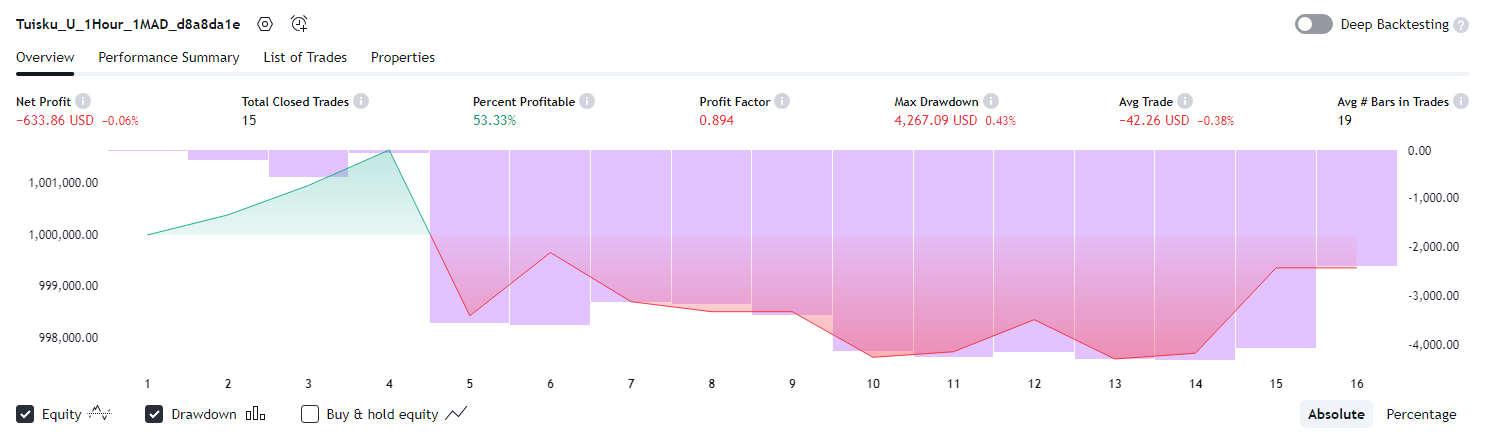 Tuisku_U_1Hour_1MAD_d8a8da1e Deep Backtesting ?
Overview Performance Summary List of Trades Properties
Net Profit i Total Closed Trades i Percent Profitable i Profit Factor i Max Drawdown i Avg Trade i Avg # Bars in Trades i
−633.86 USD −0.06% 15 53.33% 0.894 4,267.09 USD 0.43% −42.26 USD −0.38% 19
0.00
1,001,000.00
-1,000.00
1,000,000.00
-2,000.00
999,000.00
-3,000.00
998,000.00
-4,000.00
1 2 3 4 5 6 7 8 9 10 11 12 13 14 15 16
Equity Drawdown Buy & hold equity Absolute Percentage